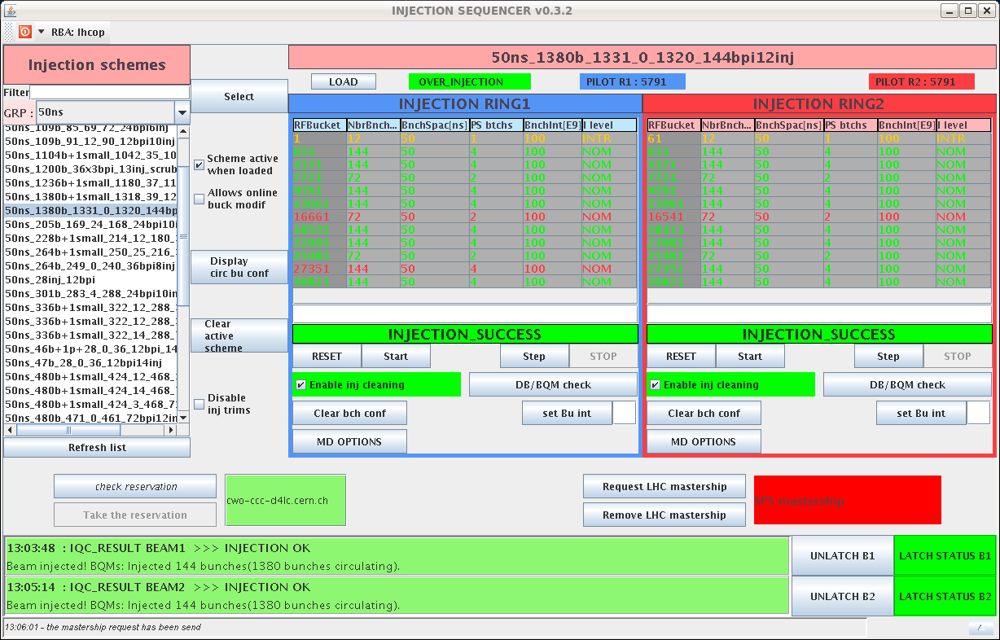 INJECTION SEQUENCER v0.3.2
RBA: lhcop
Injection schemes
50ns_1380b_1331_0_1320_144bpi12inj
Filter
GRP : 50ns
Select
LOAD
OVER_INJECTION
PILOT R1 : 5791
PILOT R2 : 5791
50ns_109b_85_69_72_24bpi6inj
50ns_109b_91_12_90_12bpi10inj
50ns_1104b+1small_1042_35_10
50ns_1200b_36x3bpi_13inj_scrub
50ns_1236b+1small_1180_37_11
50ns_1380b+1small_1318_39_12
50ns_1380b_1331_0_1320_144bp
50ns_205b_169_24_168_24bpi10i
50ns_228b+1small_214_12_180_
50ns_264b+1small_250_25_216_
50ns_264b_249_0_240_36bpi8inj
50ns_28inj_12bpi
50ns_301b_283_4_288_24bpi10in
50ns_336b+1small_322_12_288_
50ns_336b+1small_322_12_288_
50ns_336b+1small_322_14_288_
50ns_46b+1p+28_0_36_12bpi_14
50ns_47b_28_0_36_12bpi14inj
50ns_480b+1small_424_12_468_
50ns_480b+1small_424_14_468_
50ns_480b+1small_424_3_468_7
50ns_480b_471_0_461_72bpi12in
Refresh list
Scheme active
when loaded
Allows online
buck modif
Display
circ bu conf
Clear
active
scheme
Disable
inj trims
INJECTION RING1
RFBucket NbrBnch... BnchSpac[ns] PS btchs BnchInt[E9] I level
1 12 50 1 100 INTR
651 144 50 4 100 NOM
4121 144 50 4 100 NOM
7721 72 50 2 100 NOM
9591 144 50 4 100 NOM
13061 144 50 4 100 NOM
16661 72 50 2 100 NOM
18531 144 50 4 100 NOM
22001 144 50 4 100 NOM
25481 72 50 2 100 NOM
27351 144 50 4 100 NOM
30821 144 50 4 100 NOM
INJECTION_SUCCESS
RESET
Start
Step
STOP
Enable inj cleaning
DB/BQM check
Clear bch conf
set Bu int
MD OPTIONS
INJECTION RING2
RFBucket NbrBnch... BnchSpac[ns] PS btchs BnchInt[E9] I level
61 12 50 1 100 INTR
651 144 50 4 100 NOM
4121 144 50 4 100 NOM
7721 72 50 2 100 NOM
9591 144 50 4 100 NOM
13061 144 50 4 100 NOM
16541 72 50 2 100 NOM
18411 144 50 4 100 NOM
21881 144 50 4 100 NOM
25481 72 50 2 100 NOM
27351 144 50 4 100 NOM
30821 144 50 4 100 NOM
INJECTION_SUCCESS
RESET
Start
Step
STOP
Enable inj cleaning
DB/BQM check
Clear bch conf
set Bu int
MD OPTIONS
check reservation
Take the reservation
cwo-ccc-d4lc.cern.ch
Request LHC mastership
Remove LHC mastership
SPS mastership
13:03:48 : IQC_RESULT BEAM1 >>> INJECTION OK
Beam injected! BQMs: Injected 144 bunches(1380 bunches circulating).
UNLATCH B1
LATCH STATUS B1
13:05:14 : IQC_RESULT BEAM2 >>> INJECTION OK
Beam injected! BQMs: Injected 144 bunches(1380 bunches circulating).
UNLATCH B2
LATCH STATUS B2
13:06:01 - the mastership request has been send